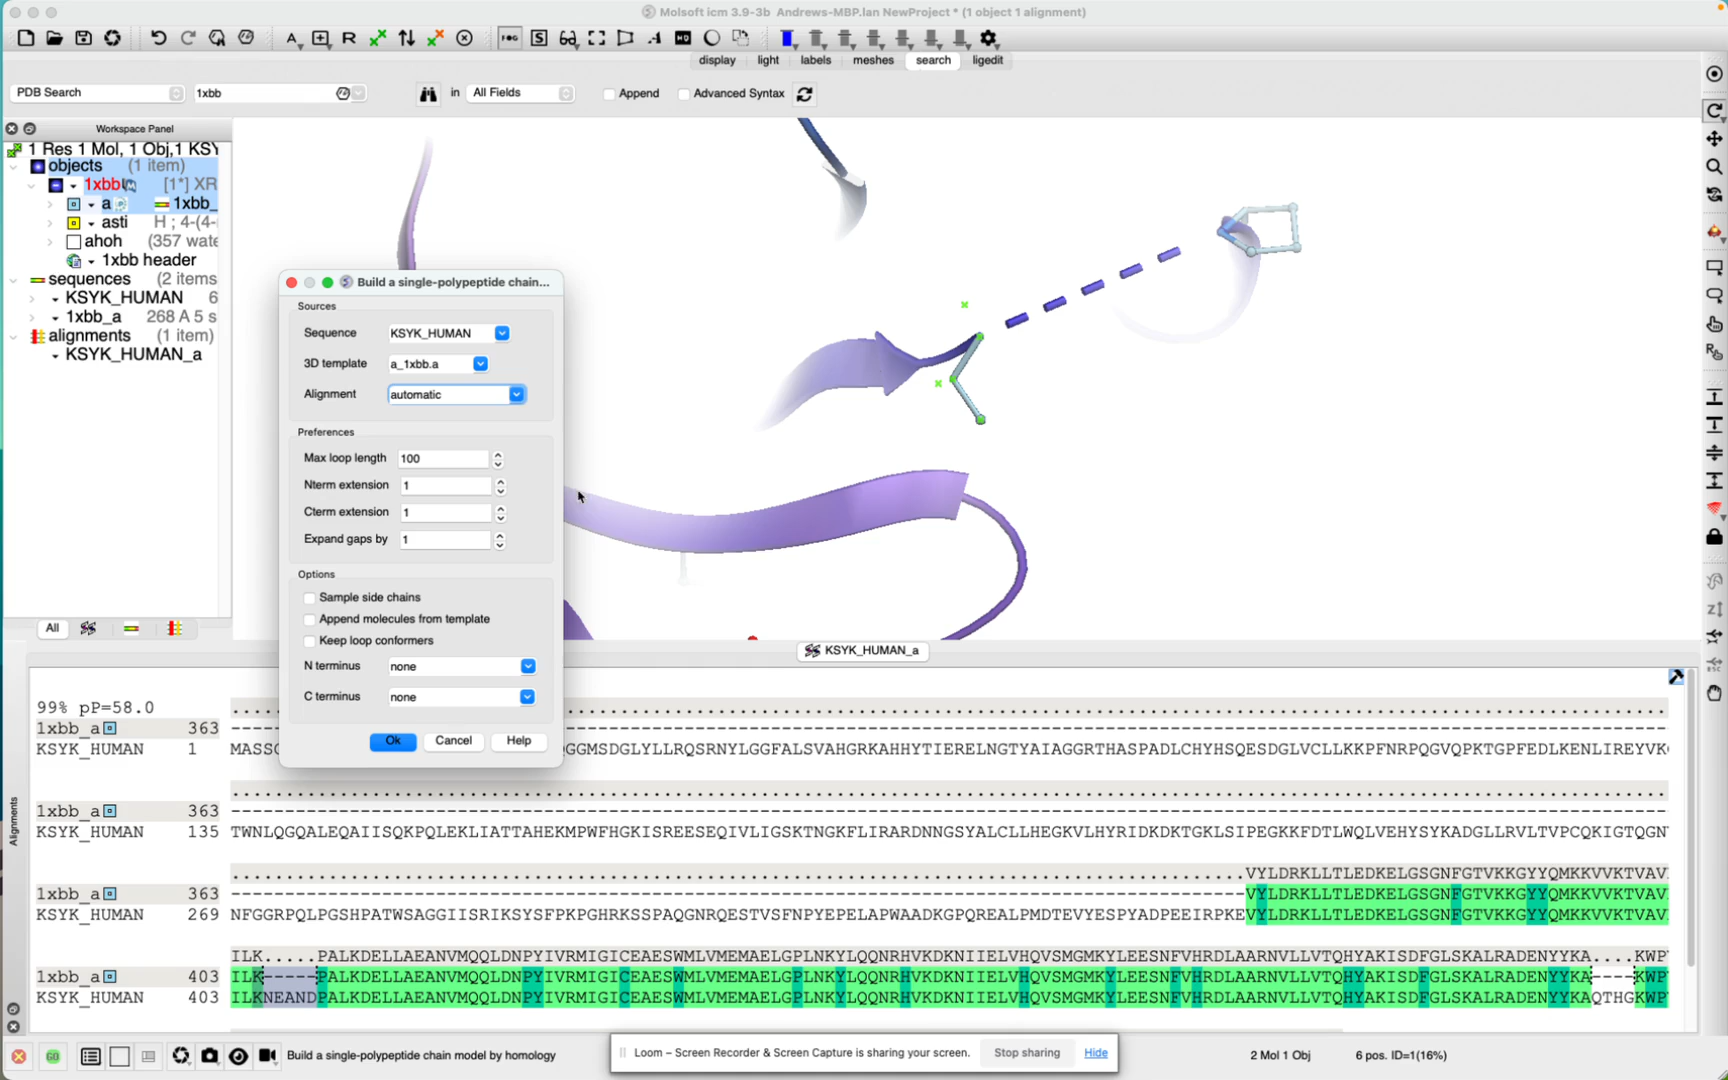 Molsoft icm 3.9-3b Andrews-MBP.lan NewProject * (1 object 1 alignment)
A R FOG S A HD
display light labels meshes search ligedit
PDB Search 1xbb in All Fields Append Advanced Syntax
Workspace Panel
1 Res 1 Mol, 1 Obj,1 KSY
objects (1 item)
1xbb [1*] XR
a 1xbb_
asti H ; 4-(4-
ahoh (357 wate
1xbb header
sequences (2 items
KSYK_HUMAN 6
1xbb_a 268 A 5 s
alignments (1 item)
KSYK_HUMAN_a
All
Build a single-polypeptide chain...
Sources
Sequence KSYK_HUMAN
3D template a_1xbb.a
Alignment automatic
Preferences
Max loop length 100
Nterm extension 1
Cterm extension 1
Expand gaps by 1
Options
Sample side chains
Append molecules from template
Keep loop conformers
N terminus none
C terminus none
Ok Cancel Help
KSYK_HUMAN_a
Alignments
99% pP=58.0
1xbb_a 363
KSYK_HUMAN 1 MASS GGMSDGLYLLRQSRNYLGGFALSVAHGRKAHHYTIERELNGTYAIAGGRTHASPADLCHYHSQESDGLVCLLKKPFNRPQGVQPKTGPFEDLKENLIREYVK
1xbb_a 363
KSYK_HUMAN 135 TWNLQGQALEQAIISQKPQLEKLIATTAHEKMPWFHGKISREESEQIVLIGSKTNGKFLIRARDNNGSYALCLLHEGKVLHYRIDKDKTGKLSIPEGKKFDTLWQLVEHYSYKADGLLRVLTVPCQKIGTQGN
VYLDRKLLTLEDKELGSGNFGTVKKGYYQMKKVVKTVAV
1xbb_a 363 VYLDRKLLTLEDKELGSGNFGTVKKGYYQMKKVVKTVAV
KSYK_HUMAN 269 NFGGRPQLPGSHPATWSAGGIISRIKSYSFPKPGHRKSSPAQGNRQESTVSFNPYEPELAPWAADKGPQREALPMDTEVYESPYADPEEIRPKEVYLDRKLLTLEDKELGSGNFGTVKKGYYQMKKVVKTVAV
ILK.....PALKDELLAEANVMQQLDNPYIVRMIGICEAESWMLVMEMAELGPLNKYLQQNRHVKDKNIIELVHQVSMGMKYLEESNFVHRDLAARNVLLVTQHYAKISDFGLSKALRADENYYKA....KWP
1xbb_a 403 ILK-----PALKDELLAEANVMQQLDNPYIVRMIGICEAESWMLVMEMAELGPLNKYLQQNRHVKDKNIIELVHQVSMGMKYLEESNFVHRDLAARNVLLVTQHYAKISDFGLSKALRADENYYKA----KWP
KSYK_HUMAN 403 ILKNEANDPALKDELLAEANVMQQLDNPYIVRMIGICEAESWMLVMEMAELGPLNKYLQQNRHVKDKNIIELVHQVSMGMKYLEESNFVHRDLAARNVLLVTQHYAKISDFGLSKALRADENYYKAQTHGKWP
GO Build a single-polypeptide chain model by homology
Loom – Screen Recorder & Screen Capture is sharing your screen. Stop sharing Hide
2 Mol 1 Obj 6 pos. ID=1(16%)